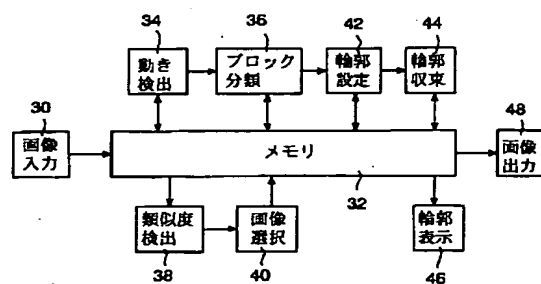 34
36
42
44
動き
検出
ブロック
分類
輪郭
設定
輪郭
収束
30
画像
入力
メモリ
32
48
画像
出力
類似度
検出
38
画像
選択
40
輪郭
表示
46